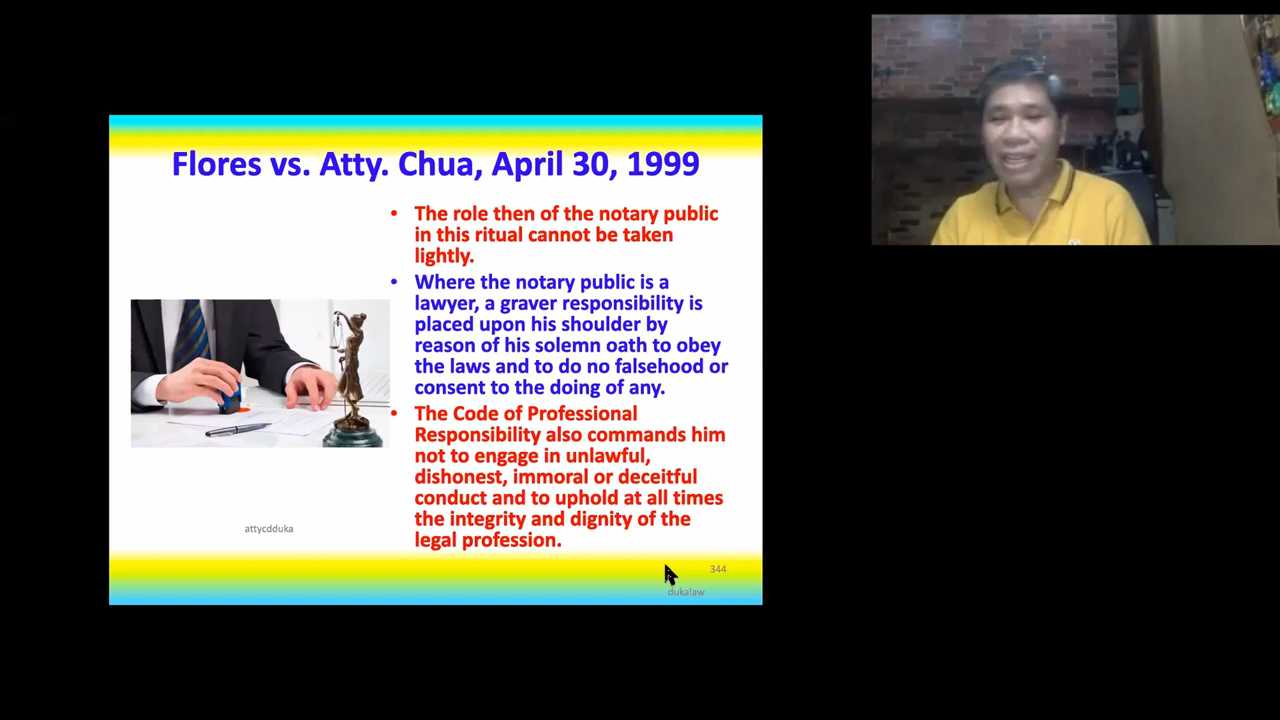 Flores vs. Atty. Chua, April 30, 1999
• The role then of the notary public
in this ritual cannot be taken
lightly.
• Where the notary public is a
lawyer, a graver responsibility is
placed upon his shoulder by
reason of his solemn oath to obey
the laws and to do no falsehood or
consent to the doing of any.
• The Code of Professional
Responsibility also commands him
not to engage in unlawful,
dishonest, immoral or deceitful
conduct and to uphold at all times
the integrity and dignity of the
legal profession.
attycdduka
344
dukalaw